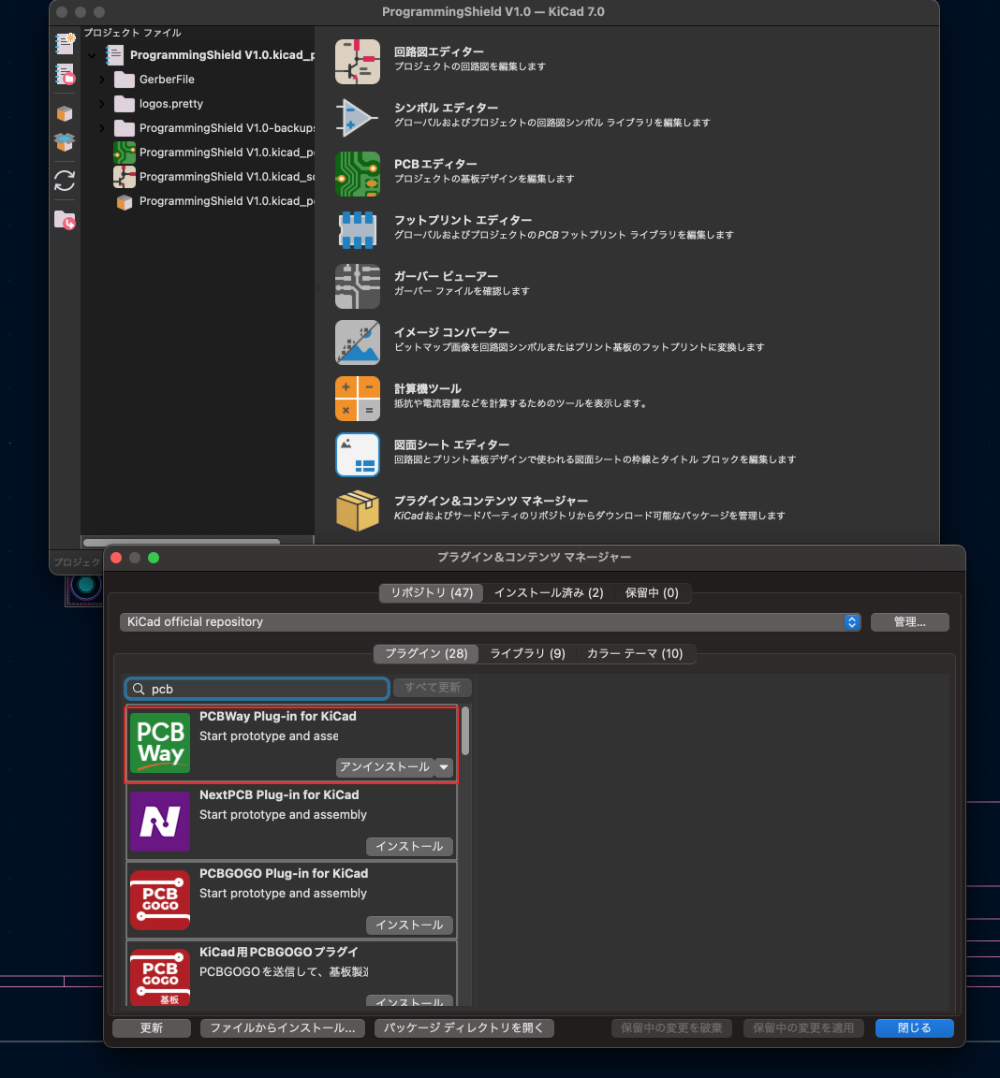 ProgrammingShield V1.0 — KiCad 7.0
プロジェクト ファイル
ProgrammingShield V1.0.kicad_p
GerberFile
logos.pretty
ProgrammingShield V1.0-backups
ProgrammingShield V1.0.kicad_p
ProgrammingShield V1.0.kicad_s
ProgrammingShield V1.0.kicad_p
回路図エディター
プロジェクトの回路図を編集します
シンボル エディター
グローバルおよびプロジェクトの回路図シンボル ライブラリを編集します
PCBエディター
プロジェクトの基板デザインを編集します
フットプリント エディター
グローバルおよびプロジェクトのPCBフットプリント ライブラリを編集します
ガーバー ビューアー
ガーバー ファイルを確認します
イメージ コンバーター
ビットマップ画像を回路図シンボルまたはプリント基板のフットプリントに変換します
計算機ツール
抵抗や電流容量などを計算するためのツールを表示します。
図面シート エディター
回路図とプリント基板デザインで使われる図面シートの枠線とタイトル ブロックを編集します
プラグイン＆コンテンツ マネージャー
KiCadおよびサードパーティのリポジトリからダウンロード可能なパッケージを管理します
プロジェク
プラグイン＆コンテンツ マネージャー
リポジトリ (47)
インストール済み (2)
保留中 (0)
KiCad official repository
管理...
プラグイン (28)
ライブラリ (9)
カラー テーマ (10)
pcb
すべて更新
PCB
Way
PCBWay Plug-in for KiCad
Start prototype and asse
アンインストール
N
NextPCB Plug-in for KiCad
Start prototype and assembly
インストール
PCB
GOGO
PCBGOGO Plug-in for KiCad
Start prototype and assembly
インストール
PCB
GOGO
基板
KiCad用PCBGOGOプラグイ
PCBGOGOを送信して、基板製造
インストール
更新
ファイルからインストール...
パッケージ ディレクトリを開く
保留中の変更を破棄
保留中の変更を適用
閉じる